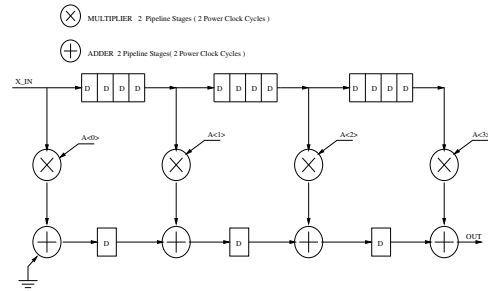 MULTIPLIER 2 Pipeline Stages ( 2 Power Clock Cycles )
ADDER 2 Pipeline Stages( 2 Power Clock Cycles )
X_IN
D D D D D D D D D D D D
A<0> A<1> A<2> A<3>
D D D OUT